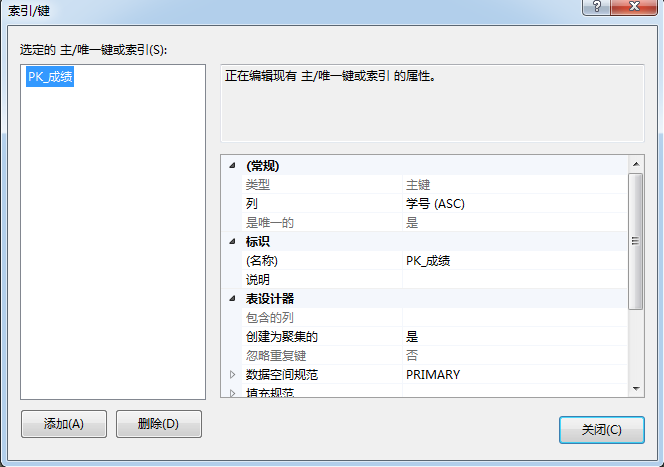 索引/键
选定的 主/唯一键或索引(S):
PK_成绩
正在编辑现有 主/唯一键或索引 的属性。
(常规)
类型 主键
列 学号 (ASC)
是唯一的 是
标识
(名称) PK_成绩
说明
表设计器
包含的列
创建为聚集的 是
忽略重复键 否
数据空间规范 PRIMARY
填充规范
添加(A) 删除(D)
关闭(C)